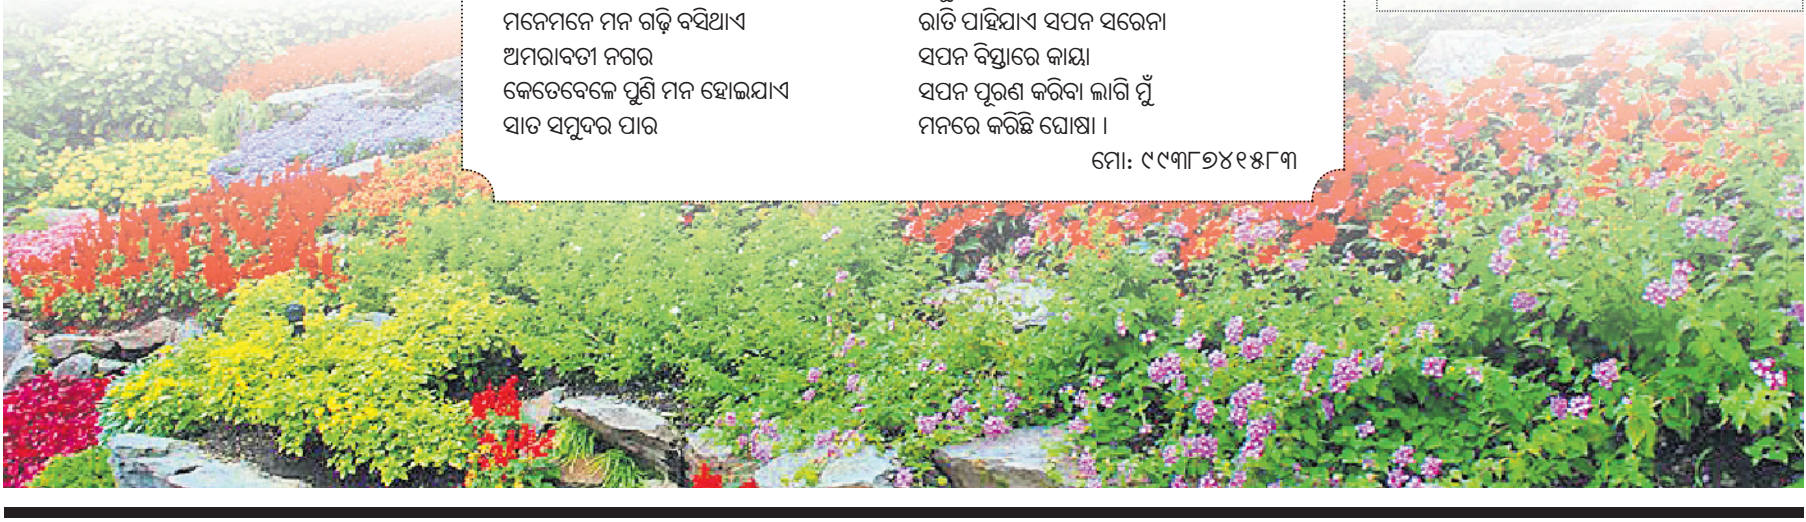 ମନେମନେ ମନ ଗଢ଼ି ବସିଥାଏ
ଅମରାବତୀ ନଗର
କେତେବେଳେ ପୁଣି ମନ ହୋଇଯାଏ
ସାତ ସମୁଦର ପାର
ରାତି ପାହିଯାଏ ସପନ ସରେନା
ସପନ ବିସ୍ତାରେ କାୟା
ସପନ ପୂରଣ କରିବା ଲାଗି ମୁଁ
ମନରେ କରିଛି ଘୋଷା ।
ମୋ: ୯୯୩୮୭୪୧୫୮୩